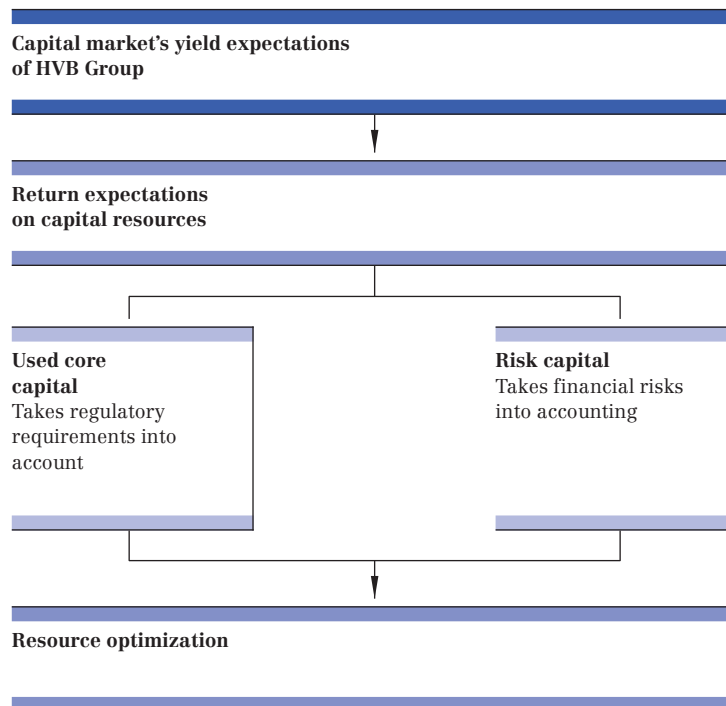 Capital market’s yield expectations
of HVB Group
Return expectations
on capital resources
Used core
capital
Takes regulatory
requirements into
account
Risk capital
Takes financial risks
into accounting
Resource optimization